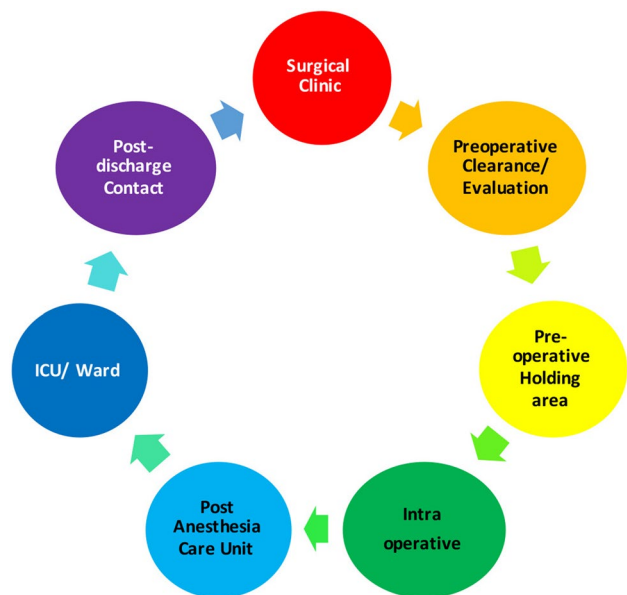 Surgical
Clinic
Preoperative
Clearance/
Evaluation
Pre-
operative
Holding
area
Intra
operative
Post
Anesthesia
Care Unit
ICU/ Ward
Post-
discharge
Contact